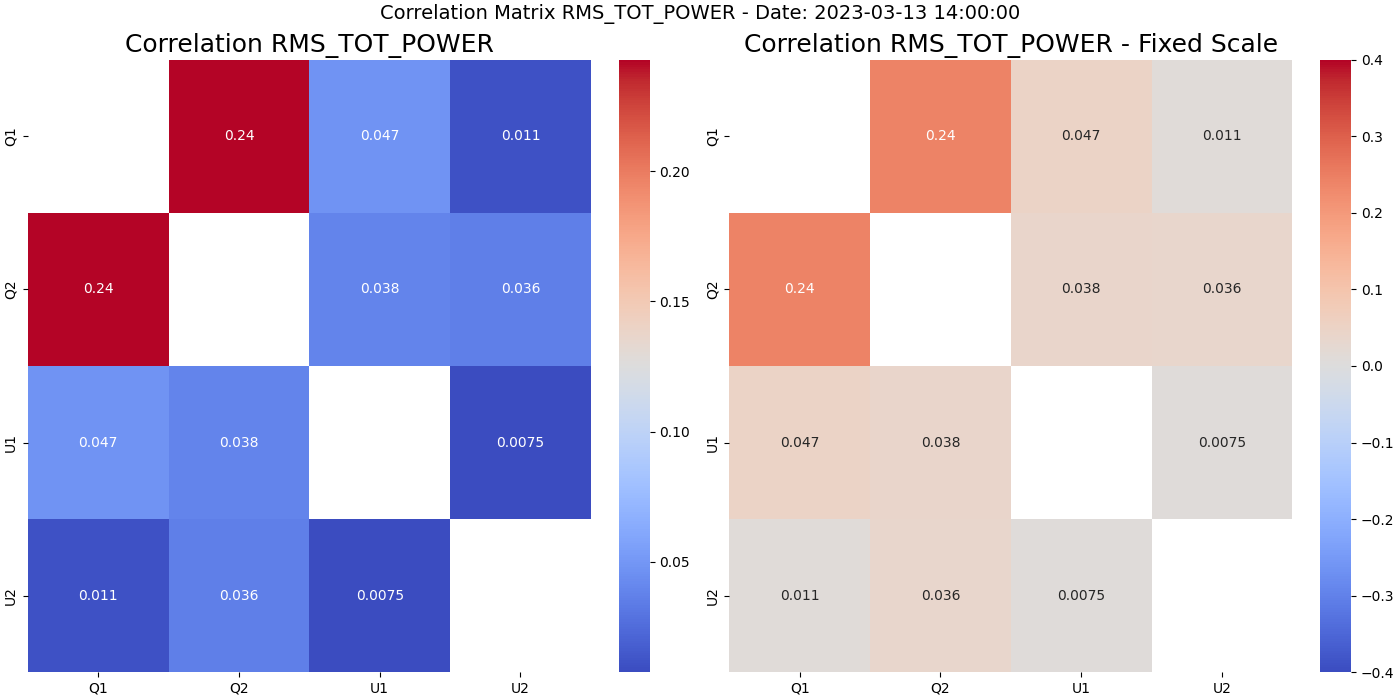 Correlation Matrix RMS_TOT_POWER - Date: 2023-03-13 14:00:00
Correlation RMS_TOT_POWER
Q1
0.24
0.047
0.011
Q2
0.24
0.038
0.036
U1
0.047
0.038
0.0075
U2
0.011
0.036
0.0075
Q1
Q2
U1
U2
0.20
0.15
0.10
0.05
Correlation RMS_TOT_POWER - Fixed Scale
Q1
0.24
0.047
0.011
Q2
0.24
0.038
0.036
U1
0.047
0.038
0.0075
U2
0.011
0.036
0.0075
Q1
Q2
U1
U2
0.4
0.3
0.2
0.1
0.0
−0.1
−0.2
−0.3
−0.4